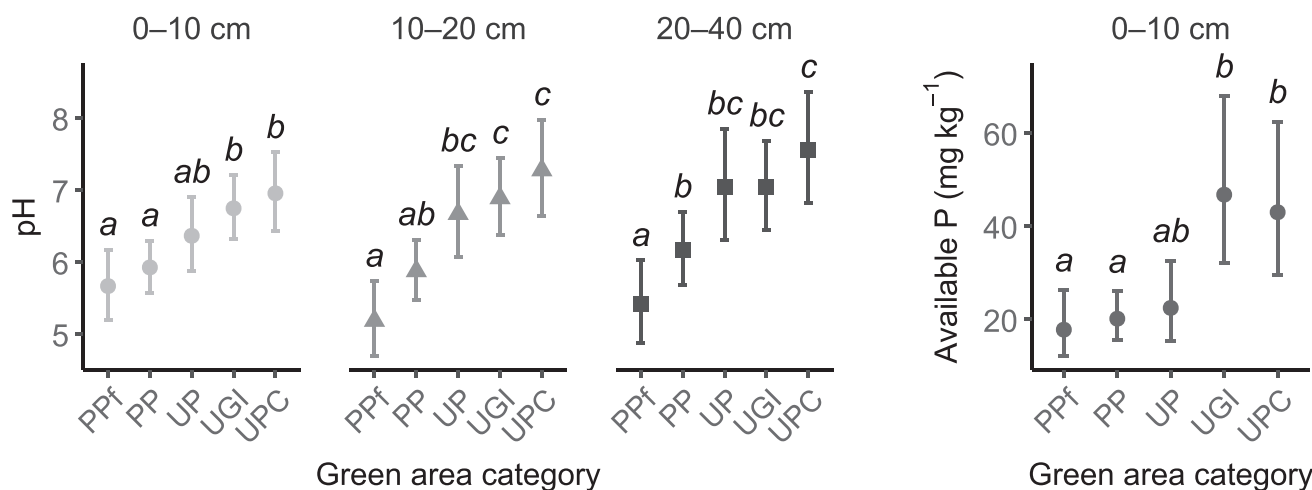 0–10 cm
10–20 cm
20–40 cm
0–10 cm
pH
8
7
6
5
a
a
ab
b
b
a
ab
bc
c
c
a
b
bc
bc
c
PPf
PP
UP
UGI
UPC
PPf
PP
UP
UGI
UPC
PPf
PP
UP
UGI
UPC
Green area category
Available P (mg kg⁻¹)
60
40
20
a
a
ab
b
b
PPf
PP
UP
UGI
UPC
Green area category